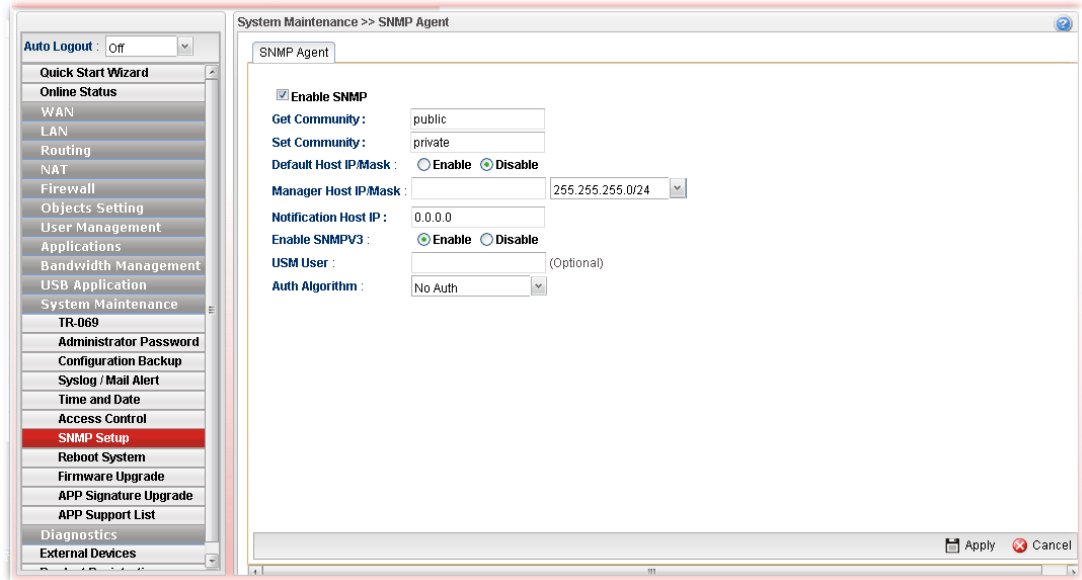 System Maintenance >> SNMP Agent
Auto Logout : Off
Quick Start Wizard
Online Status
WAN
LAN
Routing
NAT
Firewall
Objects Setting
User Management
Applications
Bandwidth Management
USB Application
System Maintenance
TR-069
Administrator Password
Configuration Backup
Syslog / Mail Alert
Time and Date
Access Control
SNMP Setup
Reboot System
Firmware Upgrade
APP Signature Upgrade
APP Support List
Diagnostics
External Devices
SNMP Agent
Enable SNMP
Get Community : public
Set Community : private
Default Host IP/Mask : Enable Disable
Manager Host IP/Mask : 255.255.255.0/24
Notification Host IP : 0.0.0.0
Enable SNMPV3 : Enable Disable
USM User : (Optional)
Auth Algorithm : No Auth
Apply Cancel